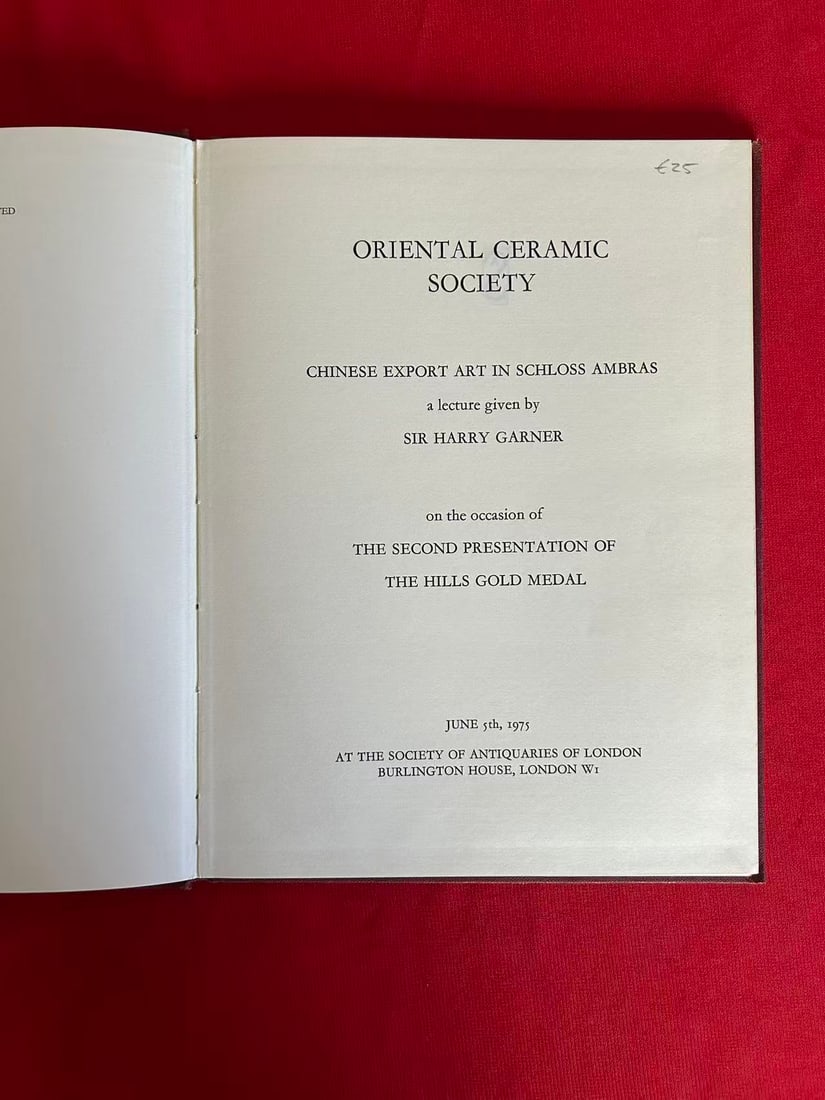 TED
€25
ORIENTAL CERAMIC
SOCIETY
CHINESE EXPORT ART IN SCHLOSS AMBRAS
a lecture given by
SIR HARRY GARNER
on the occasion of
THE SECOND PRESENTATION OF
THE HILLS GOLD MEDAL
JUNE 5th, 1975
AT THE SOCIETY OF ANTIQUARIES OF LONDON
BURLINGTON HOUSE, LONDON W1